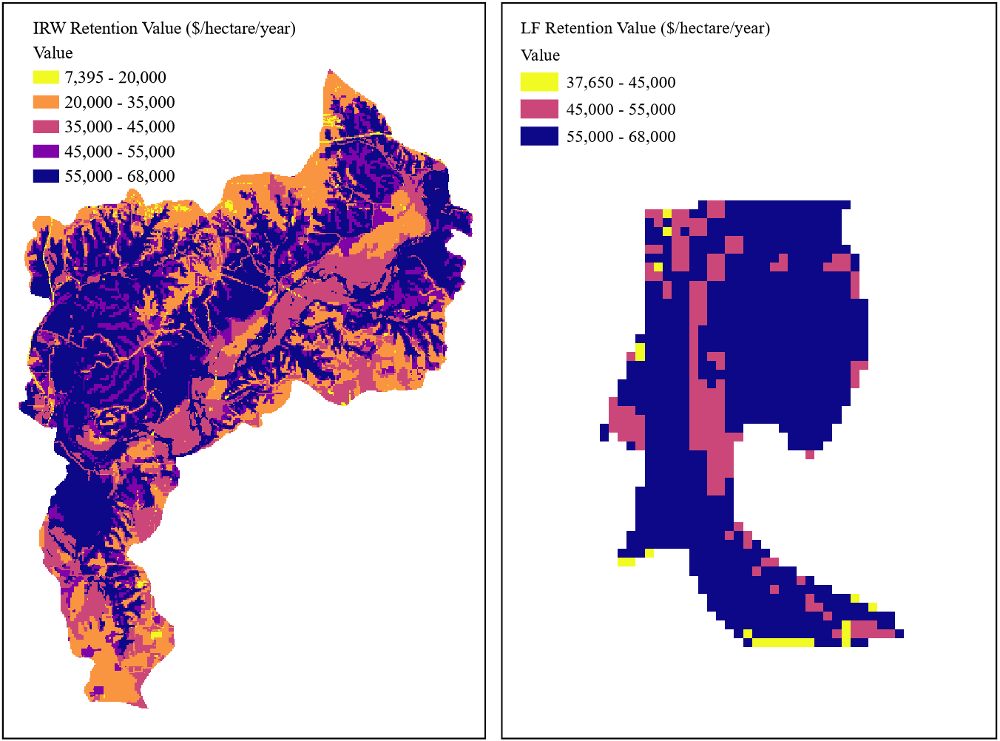 IRW Retention Value ($/hectare/year)
Value
7,395 - 20,000
20,000 - 35,000
35,000 - 45,000
45,000 - 55,000
55,000 - 68,000
LF Retention Value ($/hectare/year)
Value
37,650 - 45,000
45,000 - 55,000
55,000 - 68,000